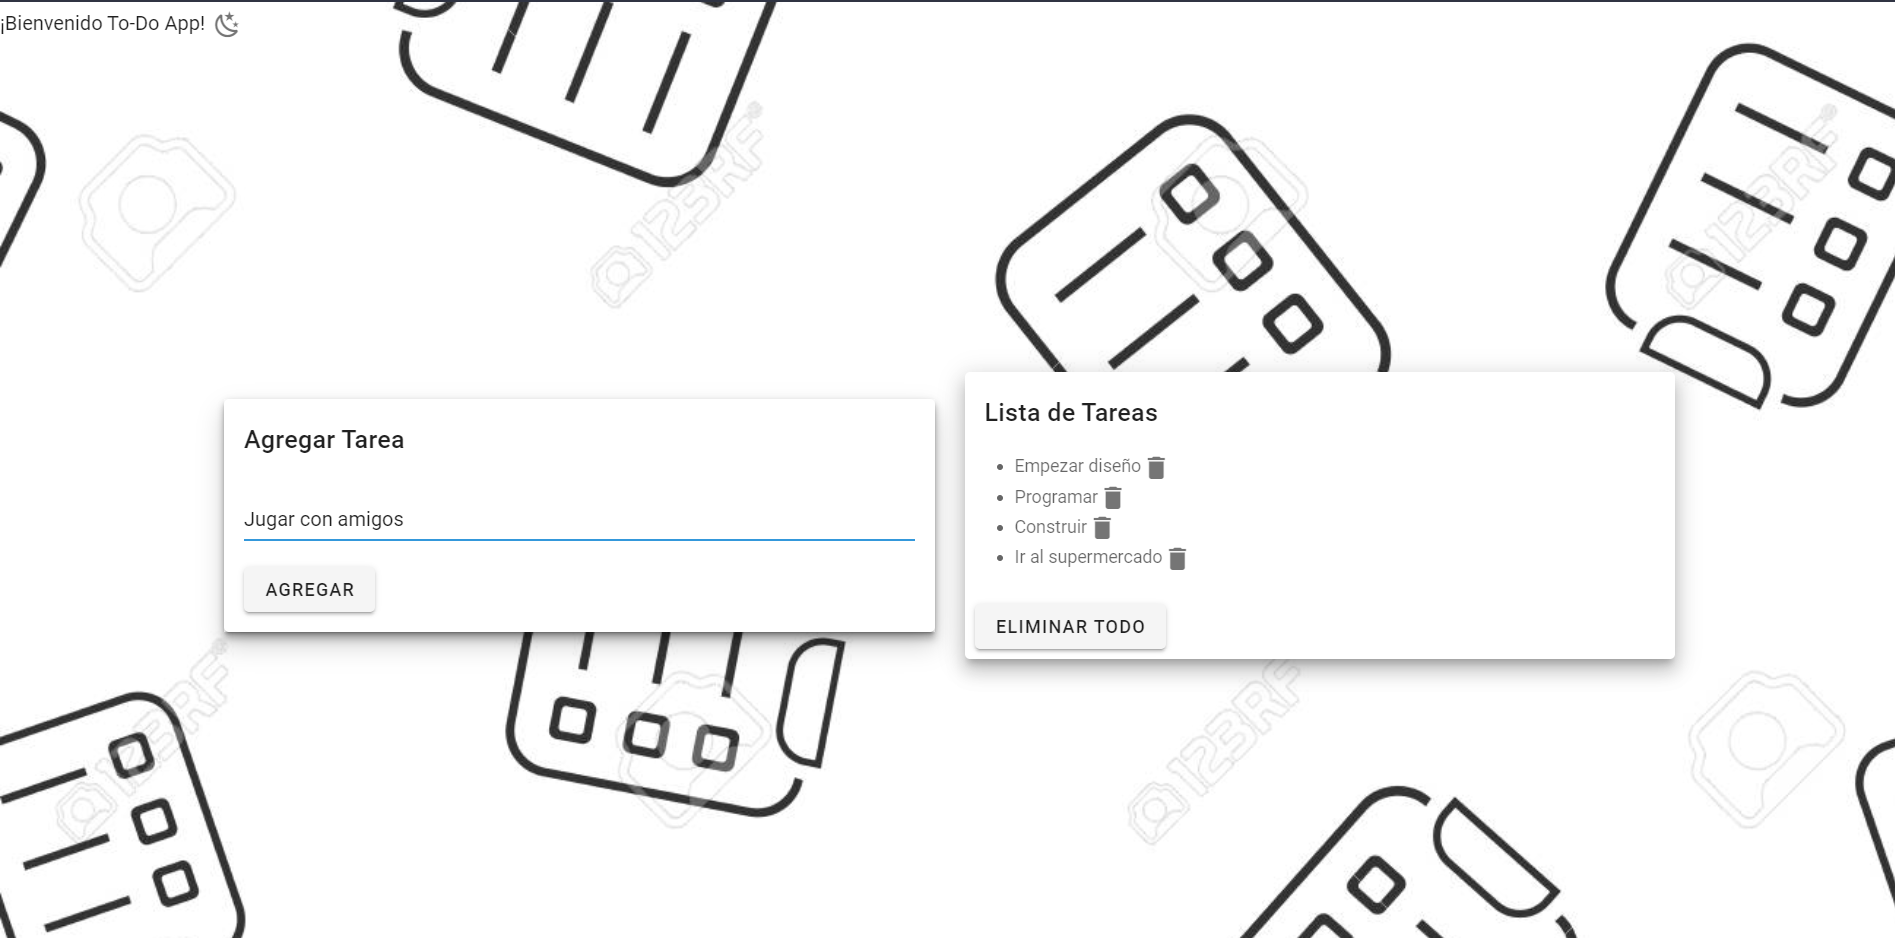 ¡Bienvenido To-Do App!
123RF®
123RF®
Agregar Tarea
Jugar con amigos
AGREGAR
Lista de Tareas
Empezar diseño
Programar
Construir
Ir al supermercado
ELIMINAR TODO
123RF®
123RF